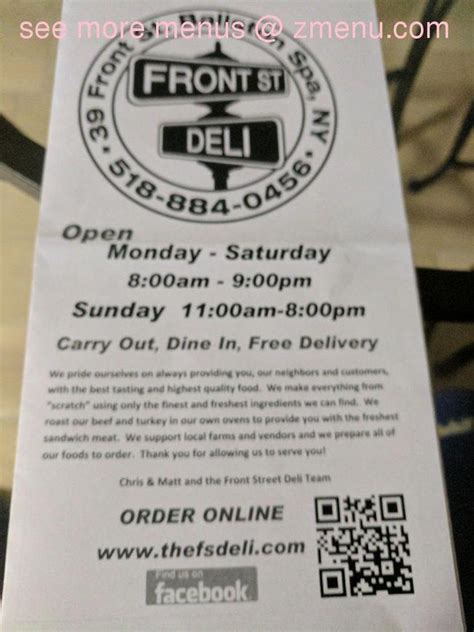 see more menus @ zmenu.com
39 Front St Ballston Spa, NY
FRONT ST
DELI
518-884-0456
Open
Monday - Saturday
8:00am - 9:00pm
Sunday 11:00am-8:00pm
Carry Out, Dine In, Free Delivery
We pride ourselves on always providing you, our neighbors and customers,
with the best tasting and highest quality food. We make everything from
"scratch" using only the finest and freshest ingredients we can find. We
roast our beef and turkey in our own ovens to provide you with the freshest
sandwich meat. We support local farms and vendors and we prepare all of
our foods to order. Thank you for allowing us to serve you!
Chris & Matt and the Front Street Deli Team
ORDER ONLINE
www.thefsdeli.com
Find us on
facebook